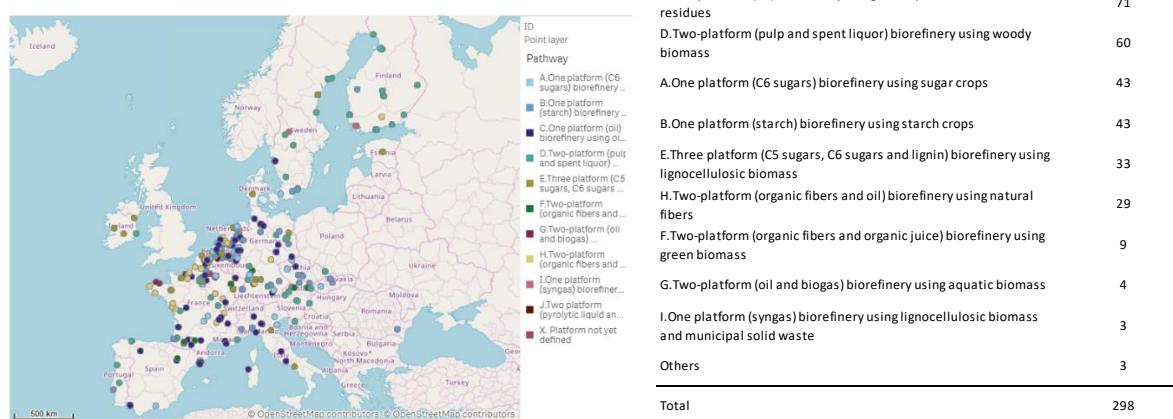 Iceland
Norway
Sweden
Finland
Estonia
Latvia
Lithuania
Denmark
United Kingdom
Ireland
Netherlands
Germany
Poland
Belarus
Ukraine
Luxembourg
France
Liechtenstein
Switzerland
Slovenia
Hungary
Moldova
Croatia
Romania
Bosnia and
Herzegovina
Serbia
Montenegro
Bulgaria
Kosovo*
North Macedonia
Albania
Greece
Italy
Andorra
Spain
Portugal
Turkey
500 km
© OpenStreetMap contributors, © OpenStreetMap contributors
ID
Point layer
Pathway
A.One platform (C6
sugars) biorefinery ..
B.One platform
(starch) biorefinery ..
C.One platform (oil)
biorefinery using oi...
D.Two-platform (pulp
and spent liquor) ...
E.Three platform (C5
sugars, C6 sugars ...
F.Two-platform
(organic fibers and ...
G.Two-platform (oil
and biogas) ...
H.Two-platform
(organic fibers and ...
I.One platform
(syngas) biorefiner...
J.Two platform
(pyrolytic liquid an...
X. Platform not yet
defined
residues 71
D.Two-platform (pulp and spent liquor) biorefinery using woody
biomass 60
A.One platform (C6 sugars) biorefinery using sugar crops 43
B.One platform (starch) biorefinery using starch crops 43
E.Three platform (C5 sugars, C6 sugars and lignin) biorefinery using
lignocellulosic biomass 33
H.Two-platform (organic fibers and oil) biorefinery using natural
fibers 29
F.Two-platform (organic fibers and organic juice) biorefinery using
green biomass 9
G.Two-platform (oil and biogas) biorefinery using aquatic biomass 4
I.One platform (syngas) biorefinery using lignocellulosic biomass
and municipal solid waste 3
Others 3
Total 298